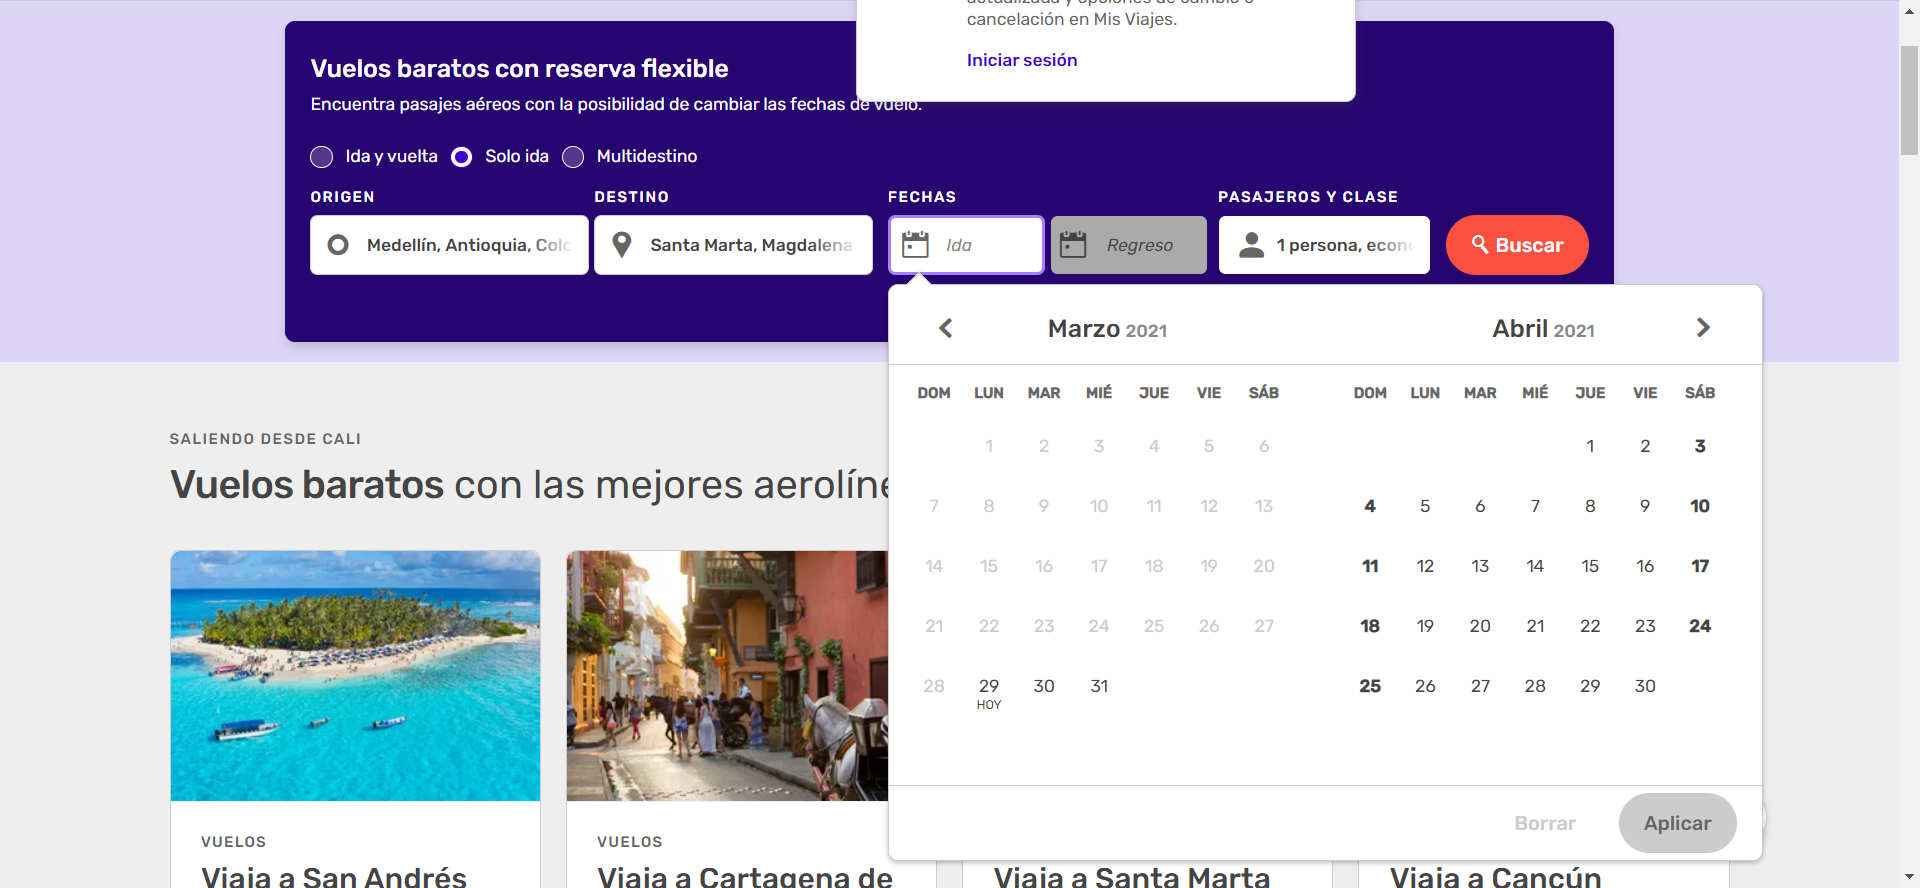 cancelación en Mis Viajes.
Iniciar sesión
Vuelos baratos con reserva flexible
Encuentra pasajes aéreos con la posibilidad de cambiar las fechas de vuelo.
Ida y vuelta Solo ida Multidestino
ORIGEN DESTINO FECHAS PASAJEROS Y CLASE
Medellín, Antioquia, Colo Santa Marta, Magdalena Ida Regreso 1 persona, econ Buscar
Marzo 2021 Abril 2021
DOM LUN MAR MIÉ JUE VIE SÁB DOM LUN MAR MIÉ JUE VIE SÁB
1 2 3 4 5 6 1 2 3
7 8 9 10 11 12 13 4 5 6 7 8 9 10
14 15 16 17 18 19 20 11 12 13 14 15 16 17
21 22 23 24 25 26 27 18 19 20 21 22 23 24
28 29 30 31 25 26 27 28 29 30
HOY
Borrar Aplicar
SALIENDO DESDE CALI
Vuelos baratos con las mejores aerolíne
VUELOS
Viaja a San Andrés
VUELOS
Viaja a Cartagena de
Viaja a Santa Marta
Viaja a Cancún